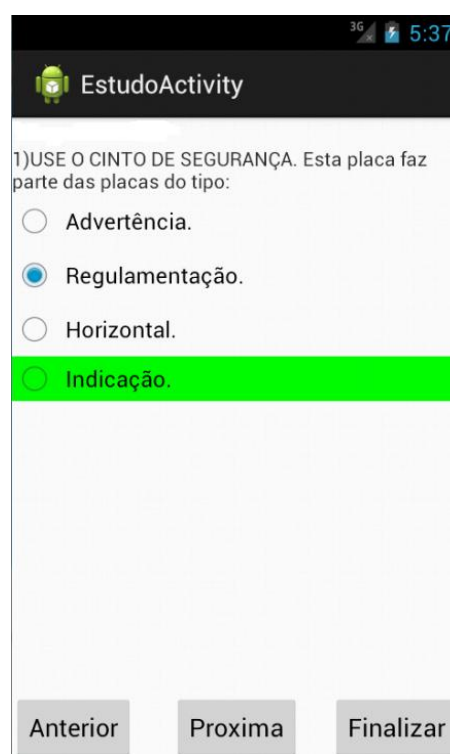 3G 5:37
EstudoActivity
1)USE O CINTO DE SEGURANÇA. Esta placa faz
parte das placas do tipo:
Advertência.
Regulamentação.
Horizontal.
Indicação.
Anterior Proxima Finalizar